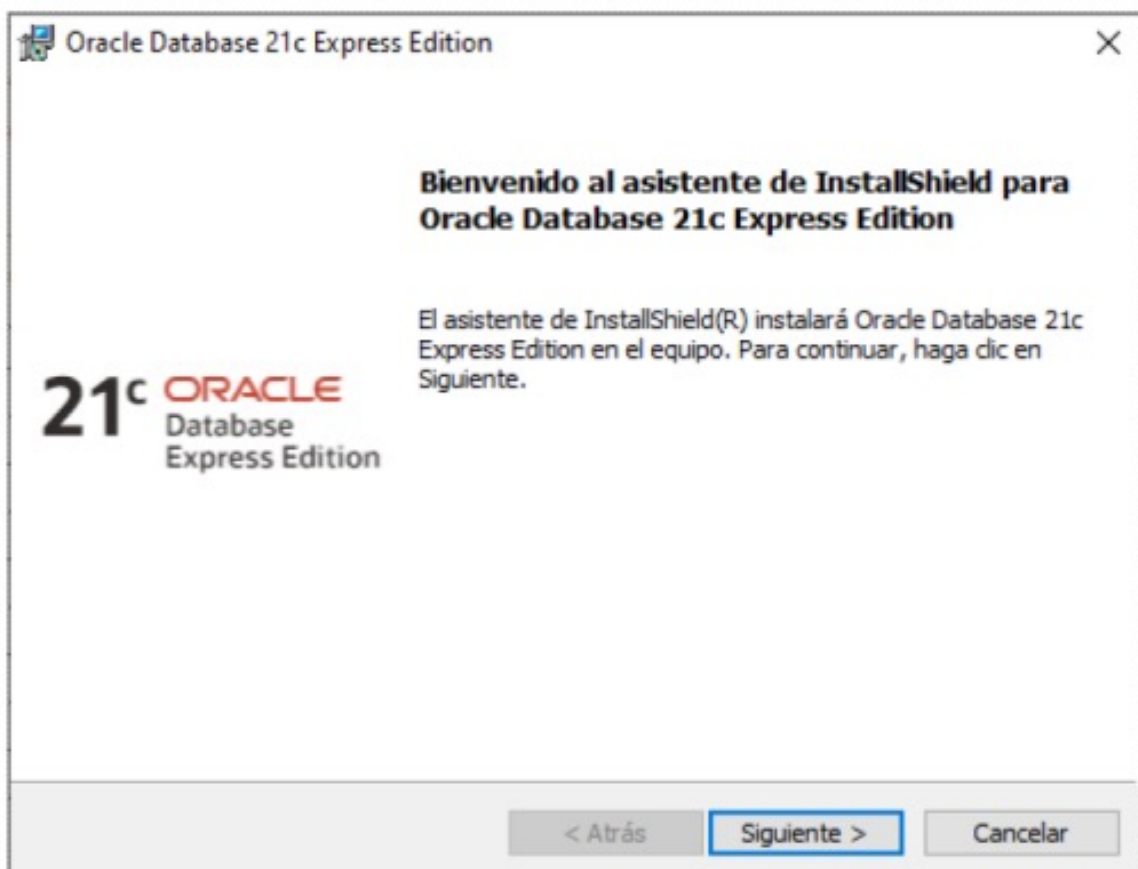 Oracle Database 21c Express Edition
Bienvenido al asistente de InstallShield para
Oracle Database 21c Express Edition
El asistente de InstallShield(R) instalará Oracle Database 21c
Express Edition en el equipo. Para continuar, haga clic en
Siguiente.
21c ORACLE
Database
Express Edition
< Atrás
Siguiente >
Cancelar